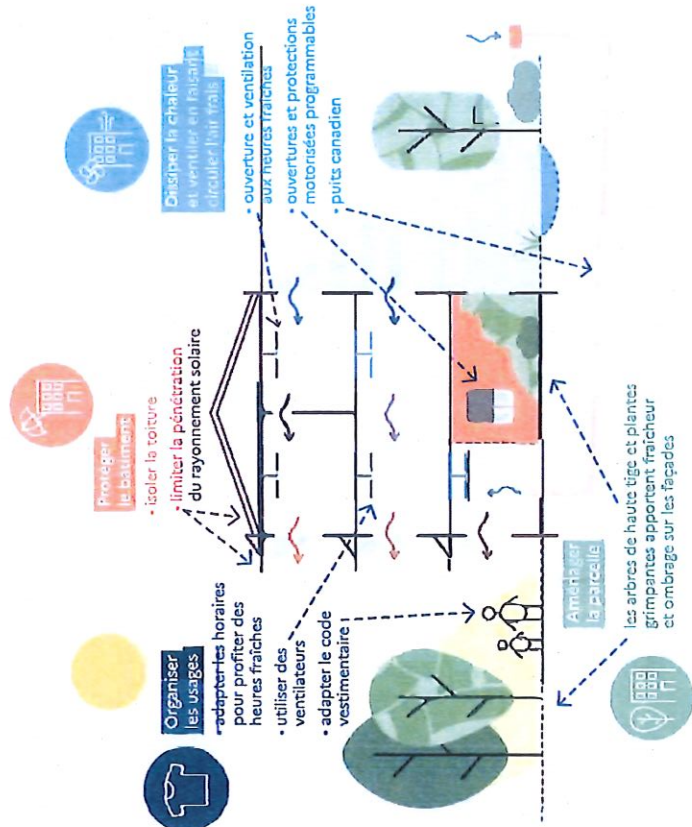 Organiser
les usages
• adapter les horaires
pour profiter des
heures fraîches
• utiliser des
ventilateurs
• adapter le code
vestimentaire
Protéger
le bâtiment
• isoler la toiture
• limiter la pénétration
du rayonnement solaire
Dissiper la chaleur
et ventiler en faisant
circuler l'air frais
• ouverture et ventilation
aux heures fraîches
• ouvertures et protections
motorisées programmables
• puits canadien
Aménager
la parcelle
les arbres de haute tige et plantes
grimpantes apportent fraîcheur
et ombrage sur les façades